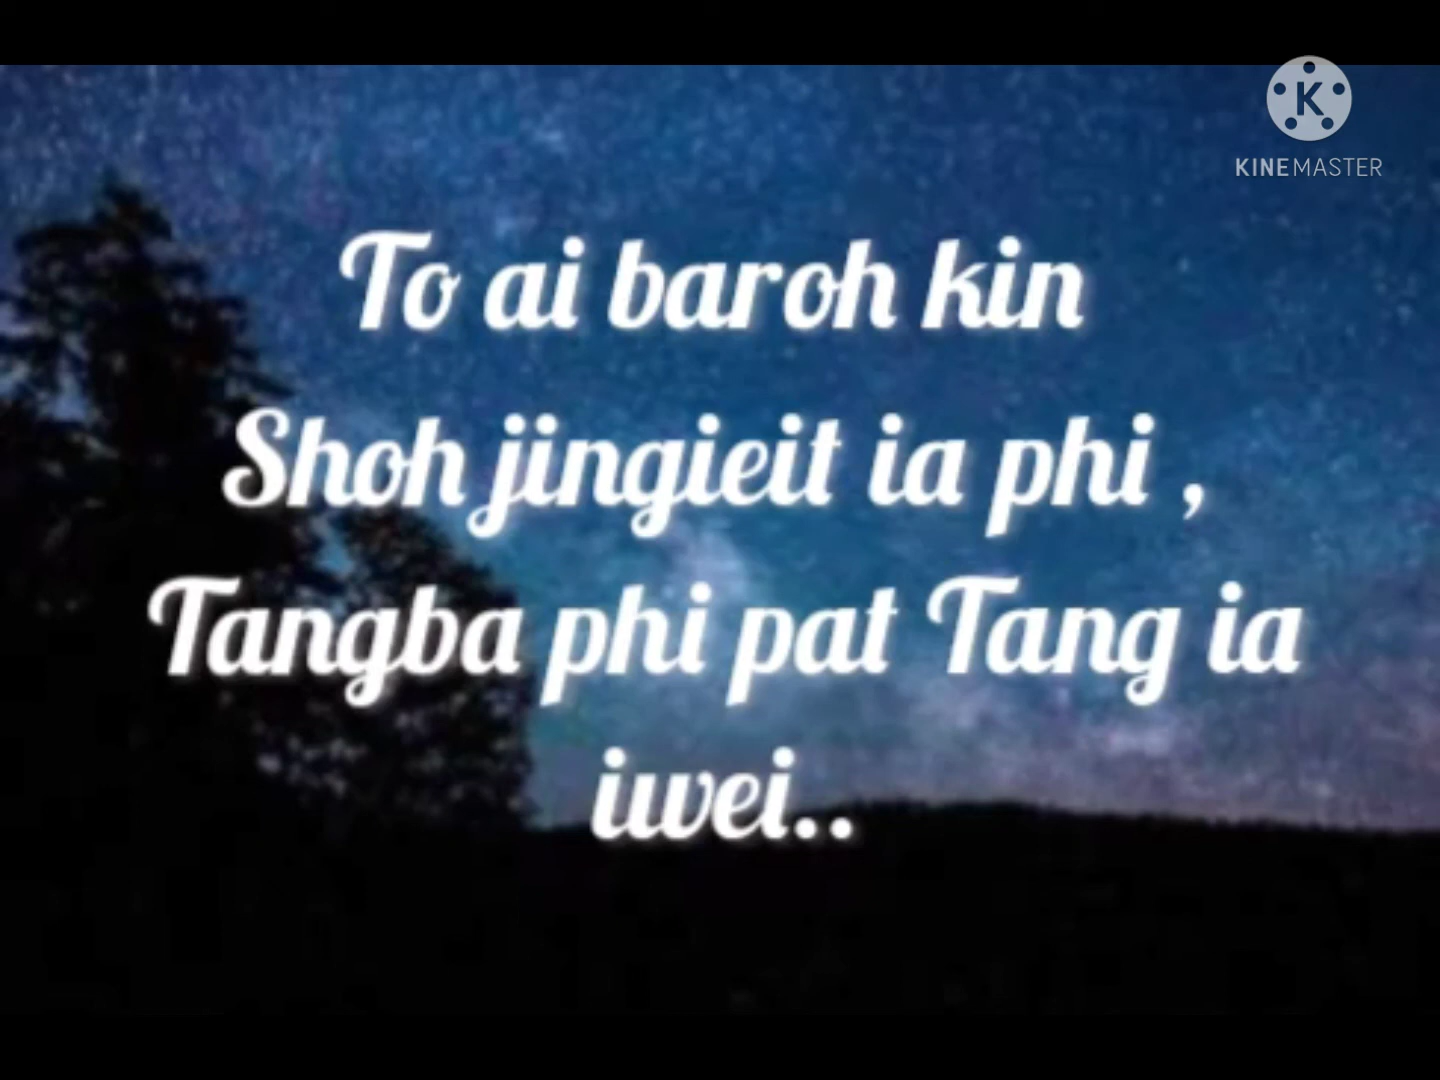 KINEMASTER
To ai baroh kin
Shoh jingieit ia phi ,
Tangba phi pat Tang ia
iwei..